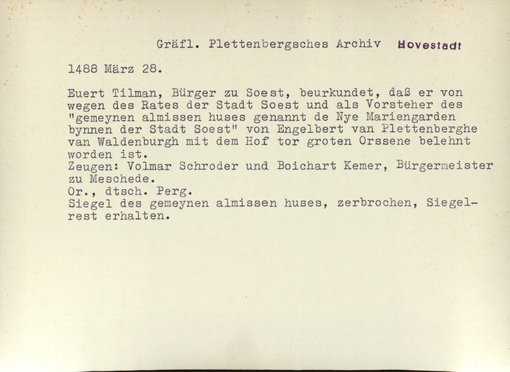 Gräfl. Plettenbergsches Archiv Hovestadt
1488 März 28.
Euert Tilman, Bürger zu Soest, beurkundet, daß er von
wegen des Rates der Stadt Soest und als Vorsteher des
"gemeynen almissen huses genannt de Nye Mariengarden
bynnen der Stadt Soest" von Engelbert van Plettenberghe
van Waldenburgh mit dem Hof tor groten Orssene belehnt
worden ist.
Zeugen: Volmar Schroder und Boichart Kemer, Bürgermeister
zu Meschede.
Or., dtsch. Perg.
Siegel des gemeynen almissen huses, zerbrochen, Siegel-
rest erhalten.